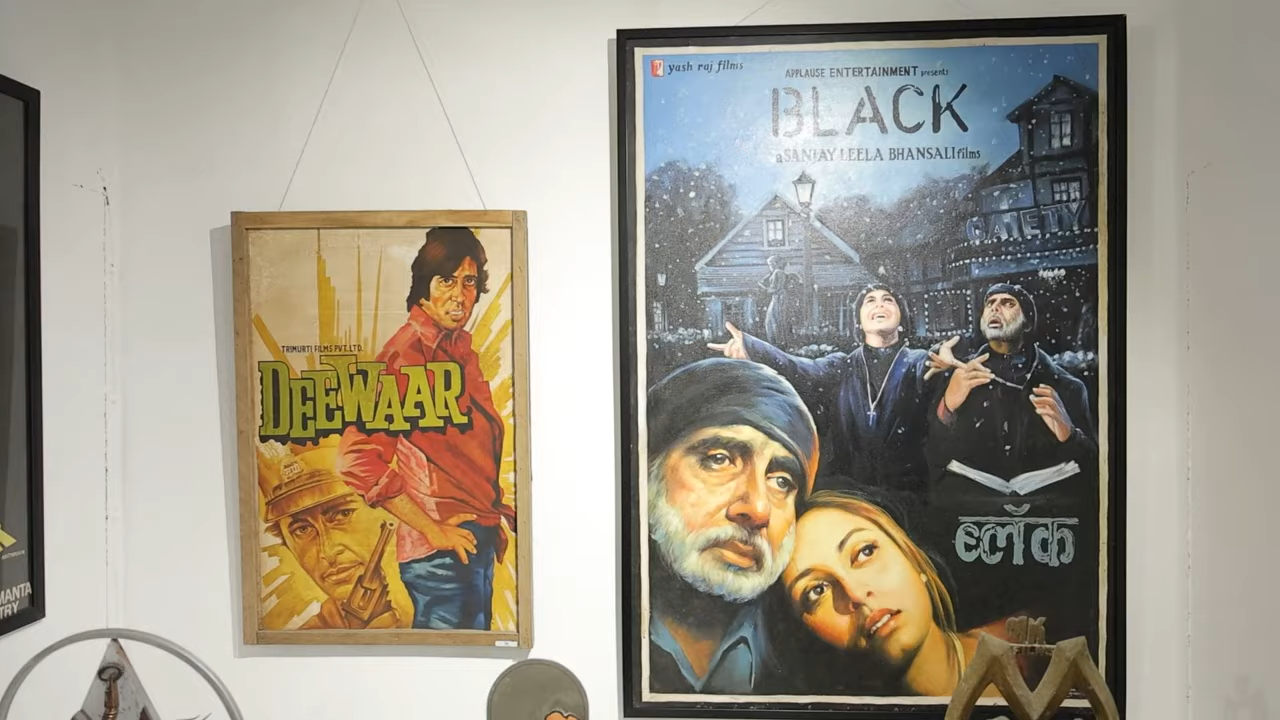 TRIMURTI FILMS PVT. LTD.
DEEWAAR
yash raj films
APPLAUSE ENTERTAINMENT presents
BLACK
a SANJAY LEELA BHANSALI films
GAIETY
ब्लॅक
MANTA
TRY